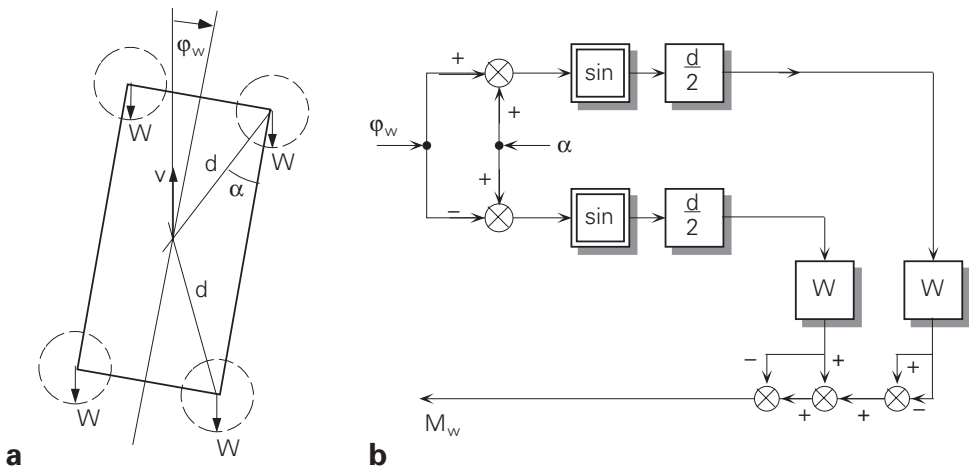 φw
W
W
d
α
v
d
W
W
a
+
sin
d/2
+
φw
α
+
−
sin
d/2
W
W
−
+
+
+
+
−
Mw
b